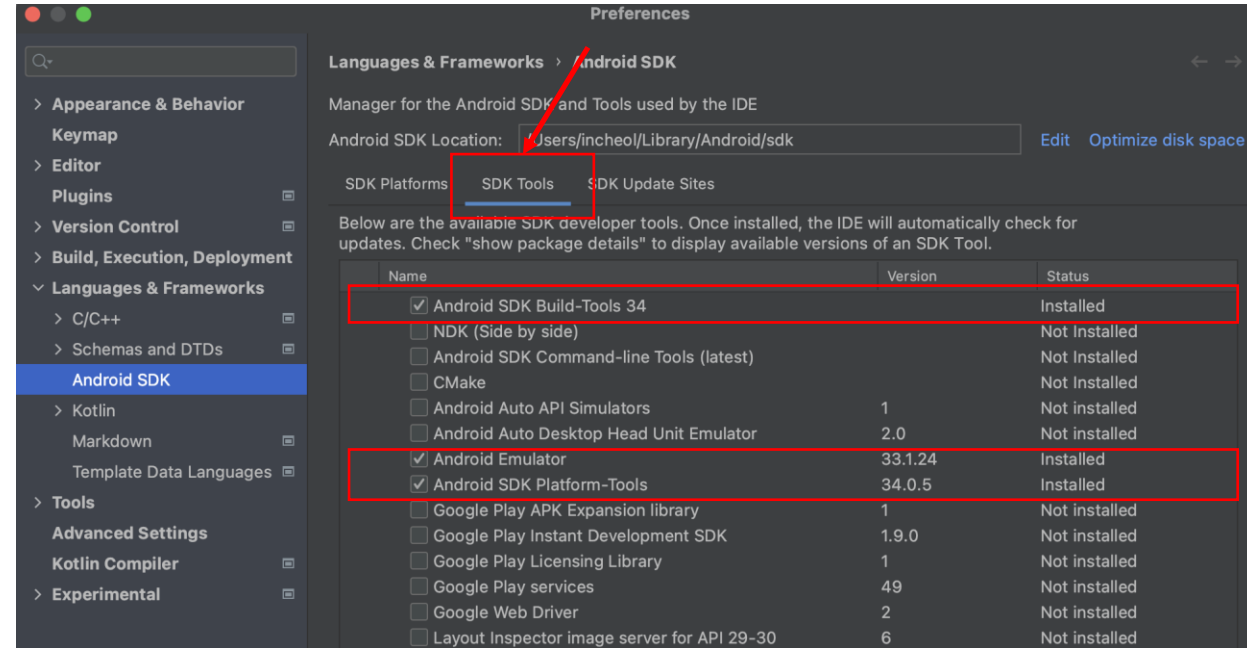 Preferences
Appearance & Behavior
Keymap
Editor
Plugins
Version Control
Build, Execution, Deployment
Languages & Frameworks
C/C++
Schemas and DTDs
Android SDK
Kotlin
Markdown
Template Data Languages
Tools
Advanced Settings
Kotlin Compiler
Experimental
Languages & Frameworks › Android SDK
Manager for the Android SDK and Tools used by the IDE
Android SDK Location: /Users/incheol/Library/Android/sdk Edit Optimize disk space
SDK Platforms SDK Tools SDK Update Sites
Below are the available SDK developer tools. Once installed, the IDE will automatically check for
updates. Check "show package details" to display available versions of an SDK Tool.
Name Version Status
Android SDK Build-Tools 34 Installed
NDK (Side by side) Not Installed
Android SDK Command-line Tools (latest) Not Installed
CMake Not Installed
Android Auto API Simulators 1 Not installed
Android Auto Desktop Head Unit Emulator 2.0 Not installed
Android Emulator 33.1.24 Installed
Android SDK Platform-Tools 34.0.5 Installed
Google Play APK Expansion library 1 Not installed
Google Play Instant Development SDK 1.9.0 Not installed
Google Play Licensing Library 1 Not installed
Google Play services 49 Not installed
Google Web Driver 2 Not installed
Layout Inspector image server for API 29-30 6 Not installed